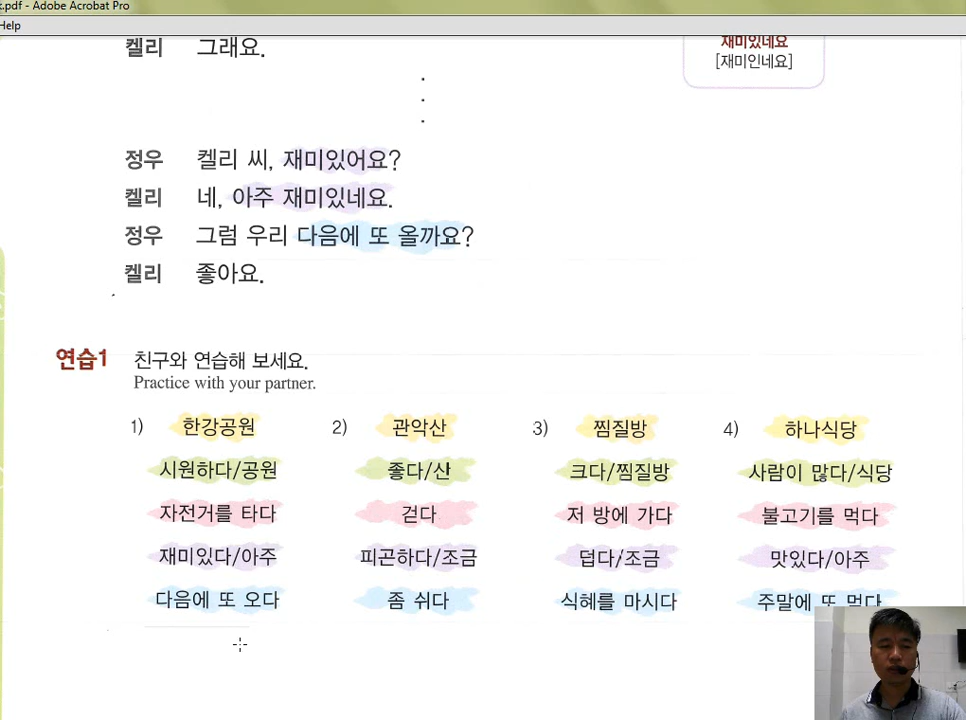 .pdf - Adobe Acrobat Pro
Help
켈리 그래요.
재미있네요
[재미인네요]
정우 켈리 씨, 재미있어요?
켈리 네, 아주 재미있네요.
정우 그럼 우리 다음에 또 올까요?
켈리 좋아요.
연습1 친구와 연습해 보세요.
Practice with your partner.
1) 한강공원
시원하다/공원
자전거를 타다
재미있다/아주
다음에 또 오다
2) 관악산
좋다/산
걷다
피곤하다/조금
좀 쉬다
3) 찜질방
크다/찜질방
저 방에 가다
덥다/조금
식혜를 마시다
4) 하나식당
사람이 많다/식당
불고기를 먹다
맛있다/아주
주말에 또 먹다